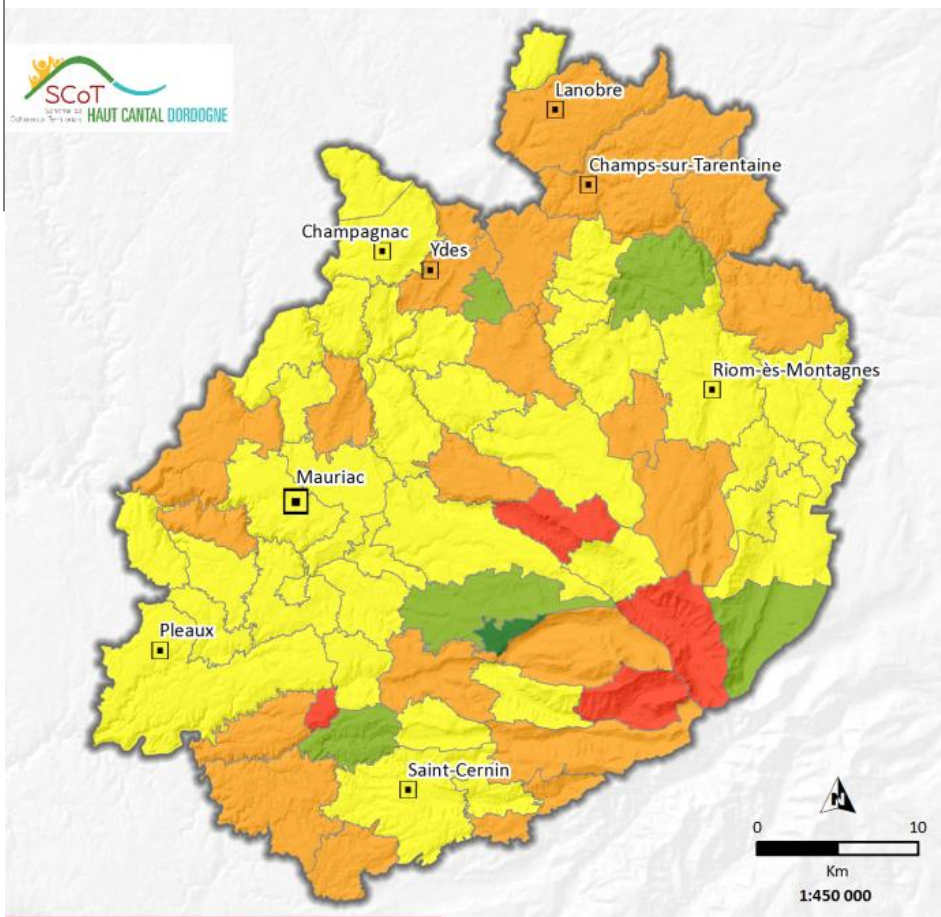 SCoT
HAUT CANTAL DORDOGNE
Lanobre
Champs-sur-Tarentaine
Champagnac
Ydes
Riom-ès-Montagnes
Mauriac
Pleaux
Saint-Cernin
N
0 10
Km
1:450 000